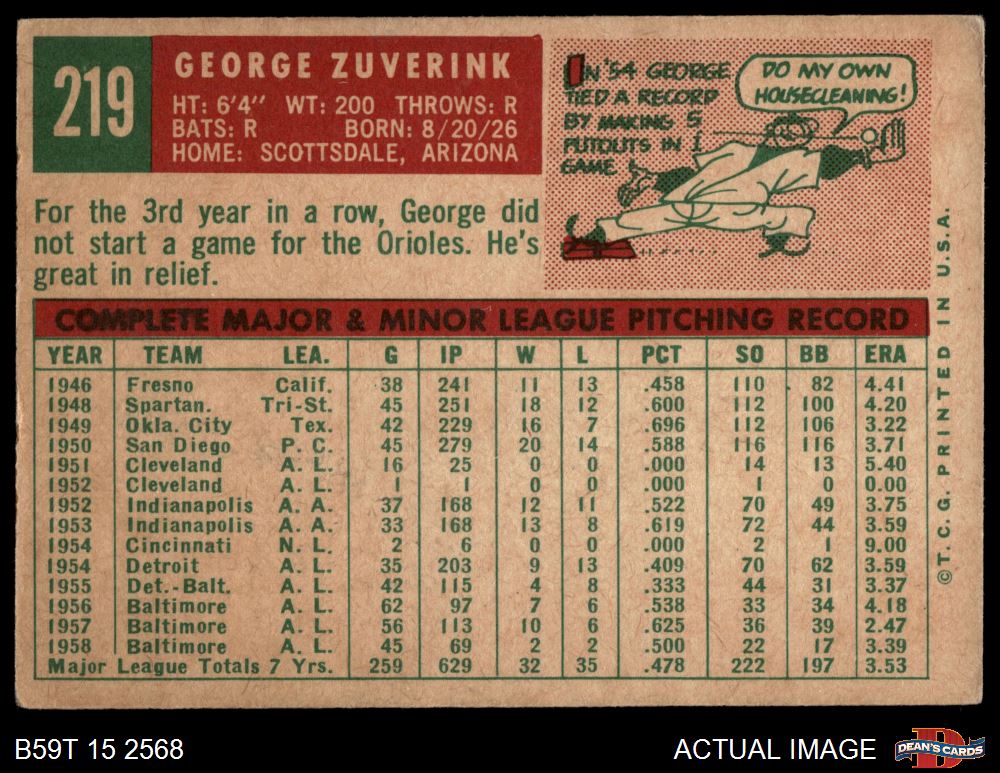 219
GEORGE ZUVERINK
HT: 6'4" WT: 200 THROWS: R
BATS: R BORN: 8/20/26
HOME: SCOTTSDALE, ARIZONA
IN '54 GEORGE
TIED A RECORD
BY MAKING 5
PUTOUTS IN 1
GAME
DO MY OWN
HOUSECLEANING!
For the 3rd year in a row, George did
not start a game for the Orioles. He's
great in relief.
COMPLETE MAJOR & MINOR LEAGUE PITCHING RECORD
YEAR TEAM LEA. G IP W L PCT SO BB ERA
1946 Fresno Calif. 38 241 11 13 .458 110 82 4.41
1948 Spartan. Tri-St. 45 251 18 12 .600 112 100 4.20
1949 Okla. City Tex. 42 229 16 7 .696 112 106 3.22
1950 San Diego P. C. 45 279 20 14 .588 116 116 3.71
1951 Cleveland A. L. 16 25 0 0 .000 14 13 5.40
1952 Cleveland A. L. 1 1 0 0 .000 1 0 0.00
1952 Indianapolis A. A. 37 168 12 11 .522 70 49 3.75
1953 Indianapolis A. A. 33 168 13 8 .619 72 44 3.59
1954 Cincinnati N. L. 2 6 0 0 .000 2 1 9.00
1954 Detroit A. L. 35 203 9 13 .409 70 62 3.59
1955 Det.-Balt. A. L. 42 115 4 8 .333 44 31 3.37
1956 Baltimore A. L. 62 97 7 6 .538 33 34 4.18
1957 Baltimore A. L. 56 113 10 6 .625 36 39 2.47
1958 Baltimore A. L. 45 69 2 2 .500 22 17 3.39
Major League Totals 7 Yrs. 259 629 32 35 .478 222 197 3.53
© T. C. G. PRINTED IN U.S.A.
B59T 15 2568
ACTUAL IMAGE
DEAN'S CARDS